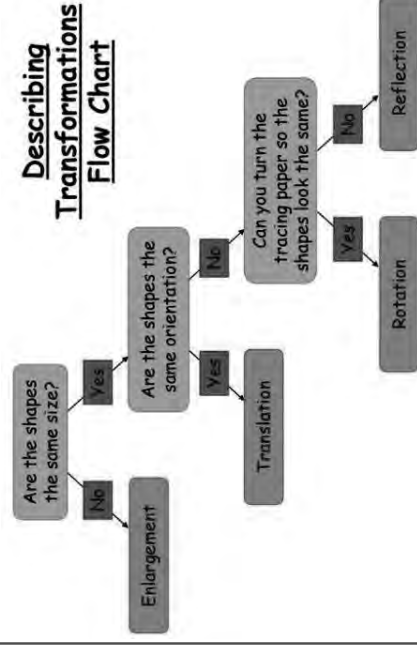 Describing
Transformations
Flow Chart
Are the shapes
the same size?
No
Yes
Enlargement
Are the shapes the
same orientation?
Yes
No
Translation
Can you turn the
tracing paper so the
shapes look the same?
Yes
No
Rotation
Reflection